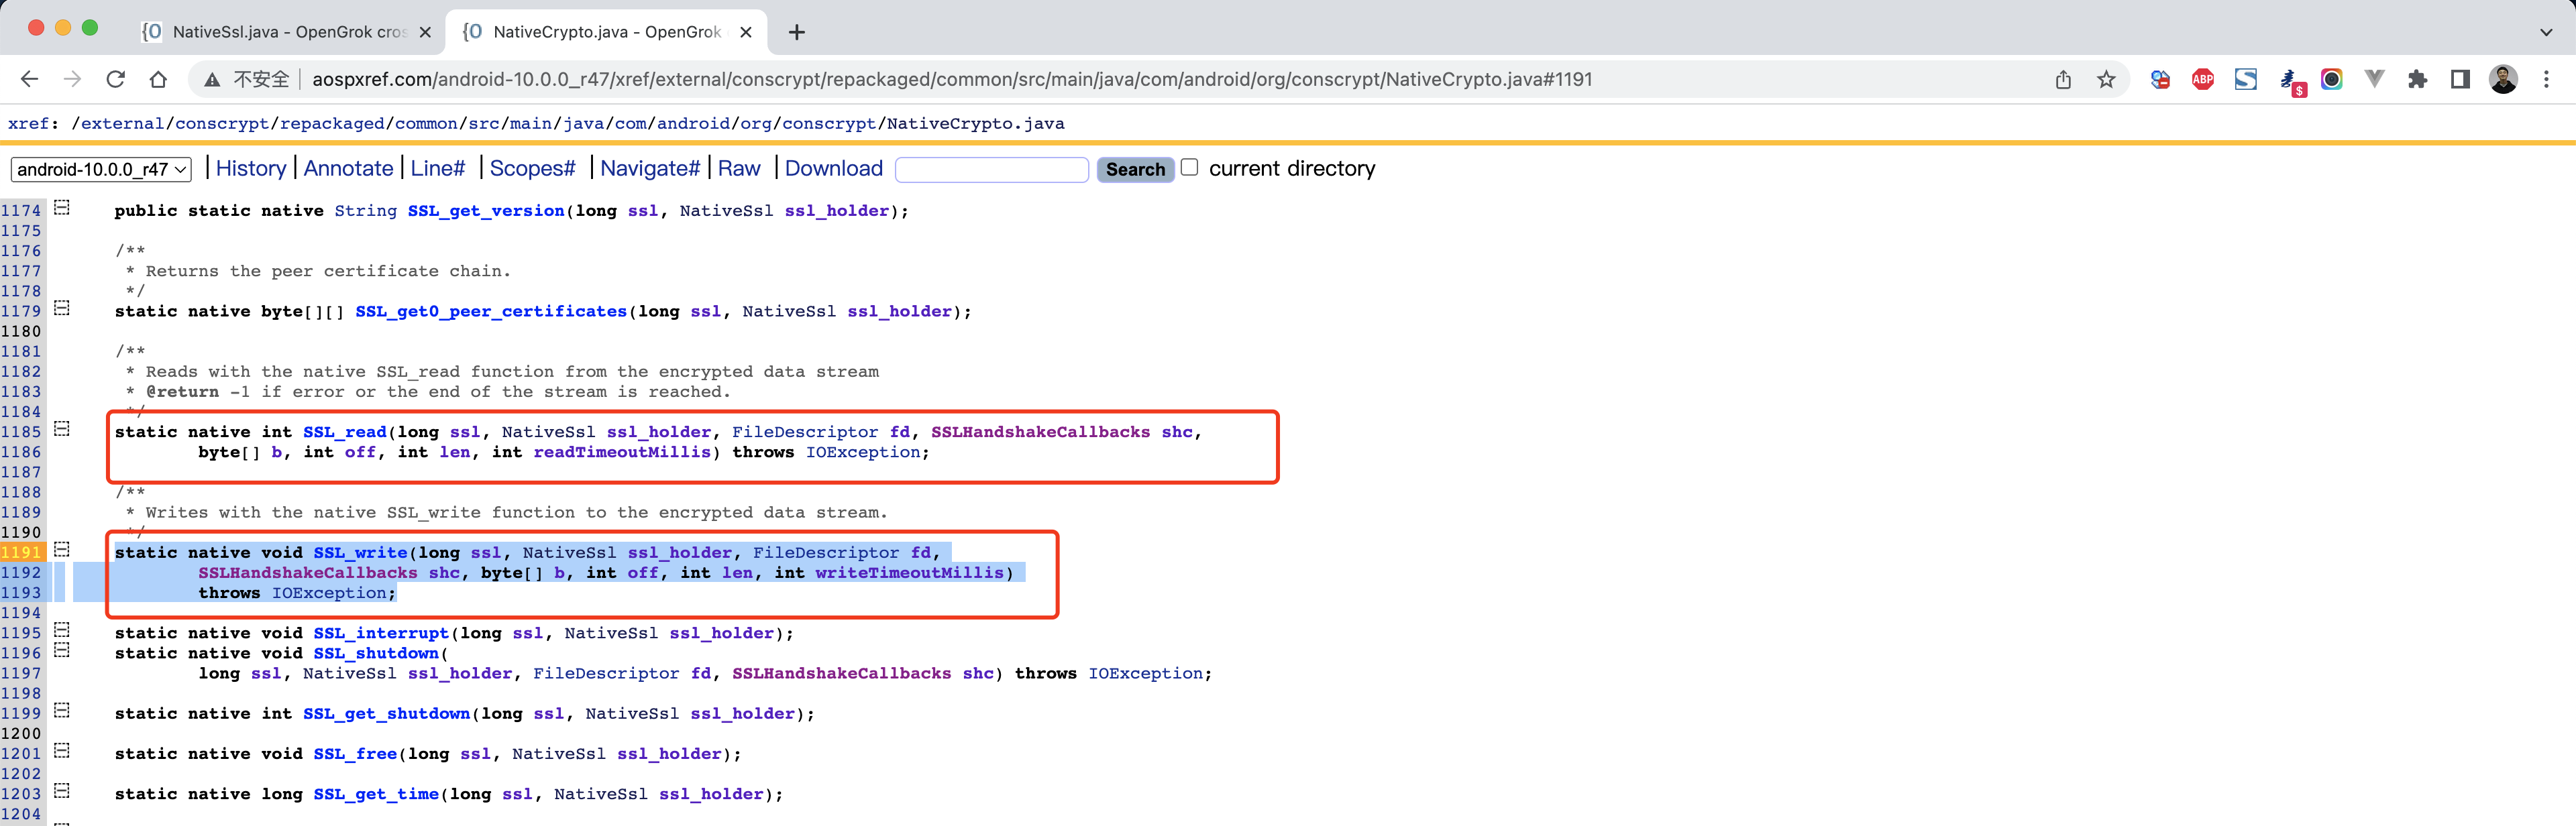 NativeSsl.java - OpenGrok cros
NativeCrypto.java - OpenGrok
不安全 aospxref.com/android-10.0.0_r47/xref/external/conscrypt/repackaged/common/src/main/java/com/android/org/conscrypt/NativeCrypto.java#1191
ABP
$
xref: /external/conscrypt/repackaged/common/src/main/java/com/android/org/conscrypt/NativeCrypto.java
android-10.0.0_r47 | History | Annotate | Line# | Scopes# | Navigate# | Raw | Download Search current directory
1174 public static native String SSL_get_version(long ssl, NativeSsl ssl_holder);
1175
1176 /**
1177 * Returns the peer certificate chain.
1178 */
1179 static native byte[][] SSL_get0_peer_certificates(long ssl, NativeSsl ssl_holder);
1180
1181 /**
1182 * Reads with the native SSL_read function from the encrypted data stream
1183 * @return -1 if error or the end of the stream is reached.
1184 */
1185 static native int SSL_read(long ssl, NativeSsl ssl_holder, FileDescriptor fd, SSLHandshakeCallbacks shc,
1186 byte[] b, int off, int len, int readTimeoutMillis) throws IOException;
1187
1188 /**
1189 * Writes with the native SSL_write function to the encrypted data stream.
1190 */
1191 static native void SSL_write(long ssl, NativeSsl ssl_holder, FileDescriptor fd,
1192 SSLHandshakeCallbacks shc, byte[] b, int off, int len, int writeTimeoutMillis)
1193 throws IOException;
1194
1195 static native void SSL_interrupt(long ssl, NativeSsl ssl_holder);
1196 static native void SSL_shutdown(
1197 long ssl, NativeSsl ssl_holder, FileDescriptor fd, SSLHandshakeCallbacks shc) throws IOException;
1198
1199 static native int SSL_get_shutdown(long ssl, NativeSsl ssl_holder);
1200
1201 static native void SSL_free(long ssl, NativeSsl ssl_holder);
1202
1203 static native long SSL_get_time(long ssl, NativeSsl ssl_holder);
1204